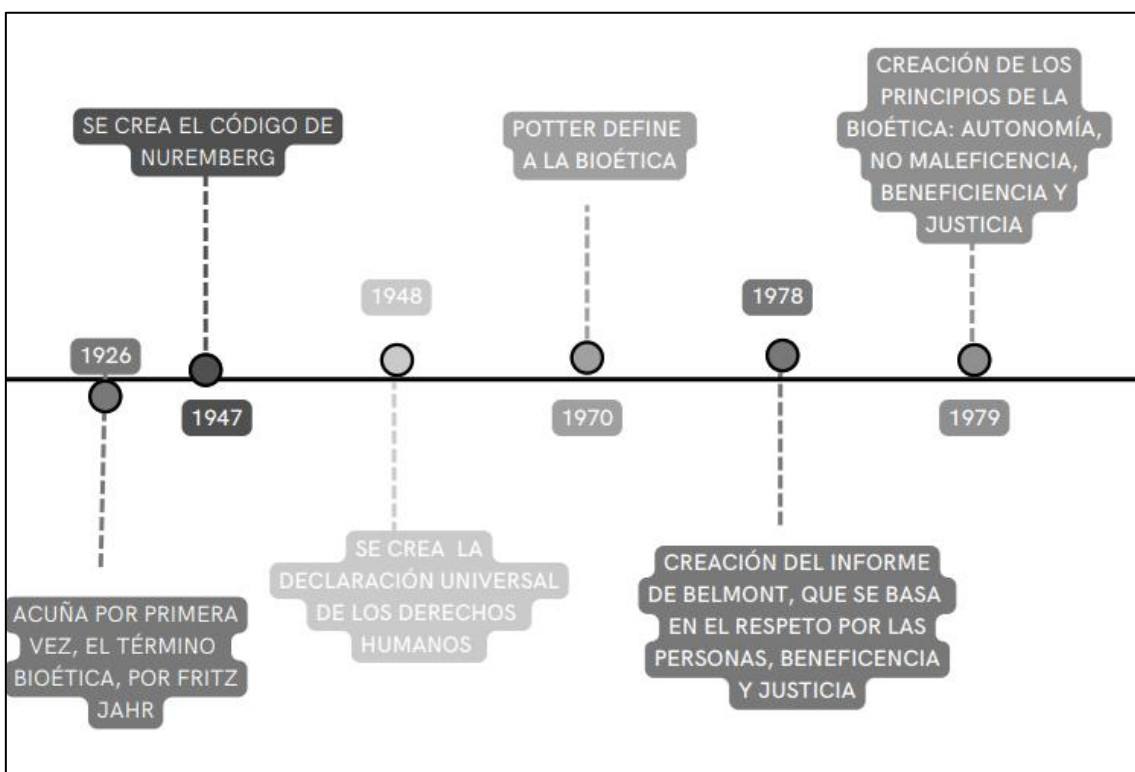 1926
ACUÑA POR PRIMERA
VEZ, EL TÉRMINO
BIOÉTICA, POR FRITZ
JAHR
SE CREA EL CÓDIGO DE
NUREMBERG
1947
1948
SE CREA LA
DECLARACIÓN UNIVERSAL
DE LOS DERECHOS
HUMANOS
POTTER DEFINE
A LA BIOÉTICA
1970
1978
CREACIÓN DEL INFORME
DE BELMONT, QUE SE BASA
EN EL RESPETO POR LAS
PERSONAS, BENEFICENCIA
Y JUSTICIA
CREACIÓN DE LOS
PRINCIPIOS DE LA
BIOÉTICA: AUTONOMÍA,
NO MALEFICENCIA,
BENEFICIENCIA Y
JUSTICIA
1979